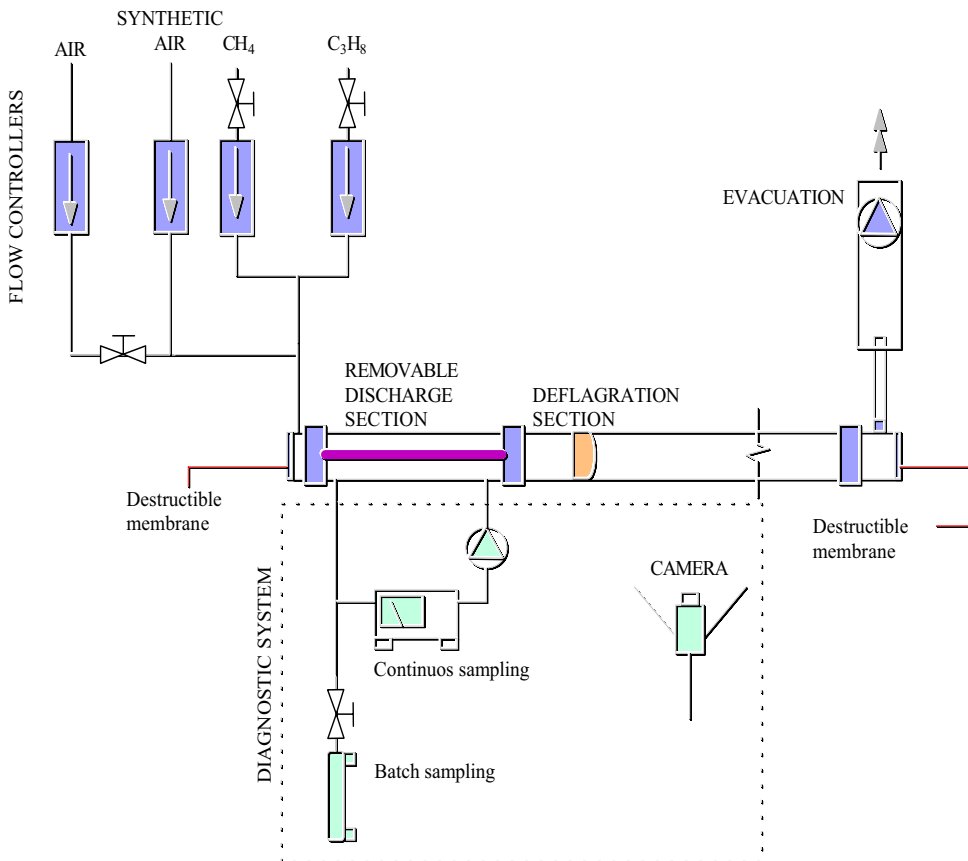 SYNTHETIC
AIR
AIR
CH₄
C₃H₈
FLOW CONTROLLERS
EVACUATION
REMOVABLE
DISCHARGE
SECTION
DEFLAGRATION
SECTION
Destructible
membrane
Destructible
membrane
DIAGNOSTIC SYSTEM
CAMERA
Continuos sampling
Batch sampling